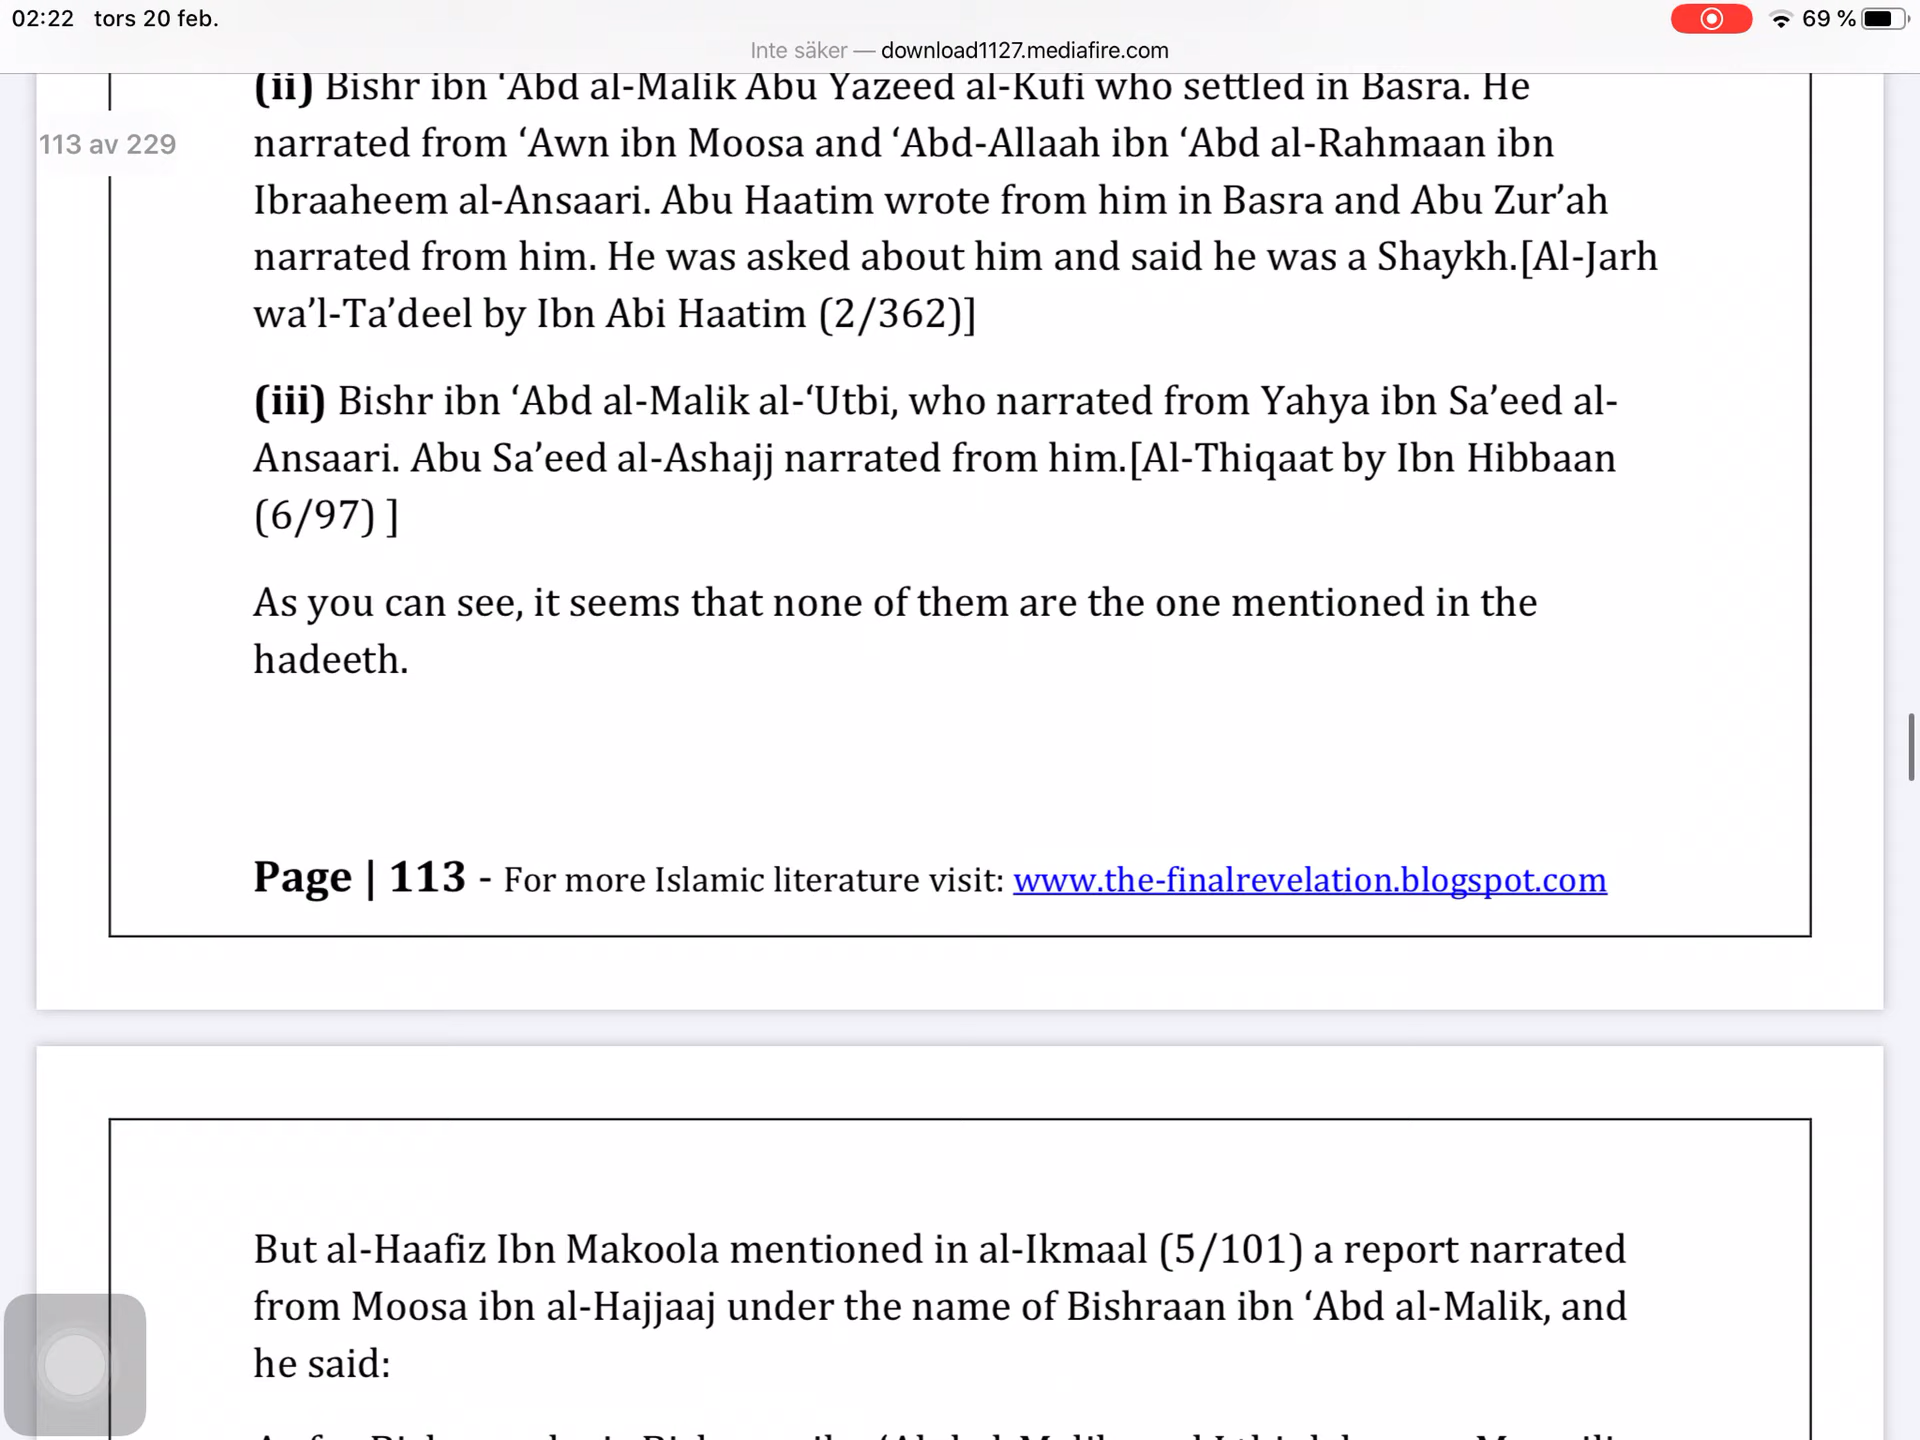 02:22 tors 20 feb.
69 %
Inte säker — download1127.mediafire.com
(ii) Bishr ibn ‘Abd al-Malik Abu Yazeed al-Kufi who settled in Basra. He
113 av 229
narrated from ‘Awn ibn Moosa and ‘Abd-Allaah ibn ‘Abd al-Rahmaan ibn
Ibraaheem al-Ansaari. Abu Haatim wrote from him in Basra and Abu Zur’ah
narrated from him. He was asked about him and said he was a Shaykh.[Al-Jarh
wa’l-Ta’deel by Ibn Abi Haatim (2/362)]
(iii) Bishr ibn ‘Abd al-Malik al-‘Utbi, who narrated from Yahya ibn Sa’eed al-
Ansaari. Abu Sa’eed al-Ashajj narrated from him.[Al-Thiqaat by Ibn Hibbaan
(6/97) ]
As you can see, it seems that none of them are the one mentioned in the
hadeeth.
Page | 113 - For more Islamic literature visit: www.the-finalrevelation.blogspot.com
But al-Haafiz Ibn Makoola mentioned in al-Ikmaal (5/101) a report narrated
from Moosa ibn al-Hajjaaj under the name of Bishraan ibn ‘Abd al-Malik, and
he said: